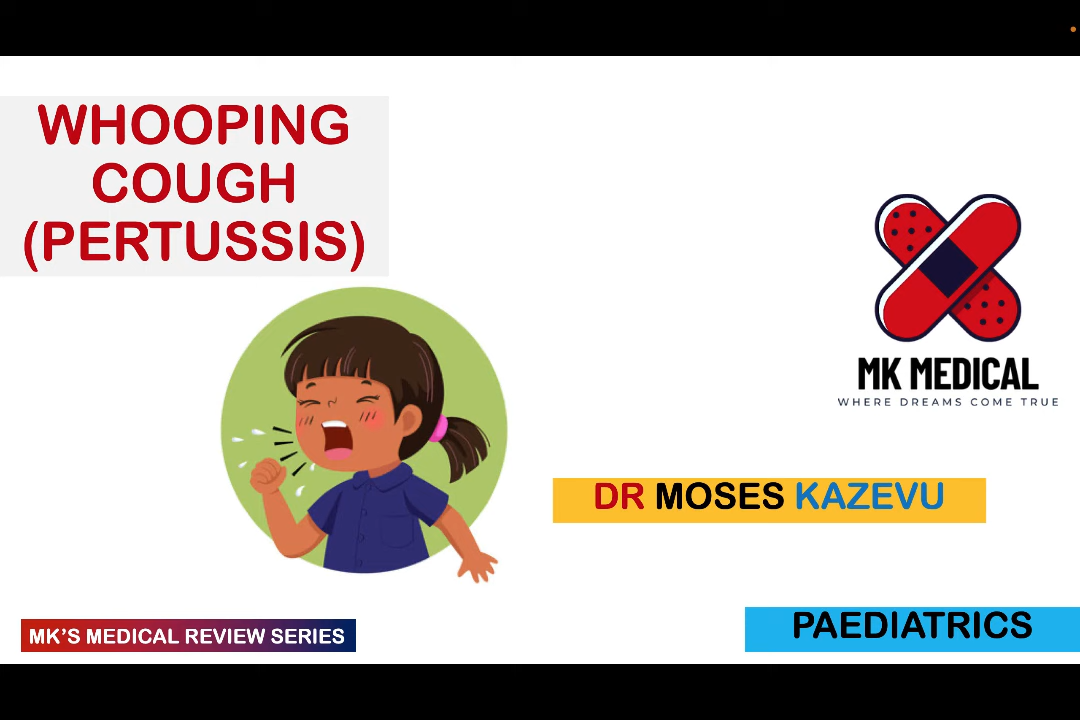 WHOOPING
COUGH
(PERTUSSIS)
MK MEDICAL
WHERE DREAMS COME TRUE
DR MOSES KAZEVU
MK’S MEDICAL REVIEW SERIES
PAEDIATRICS